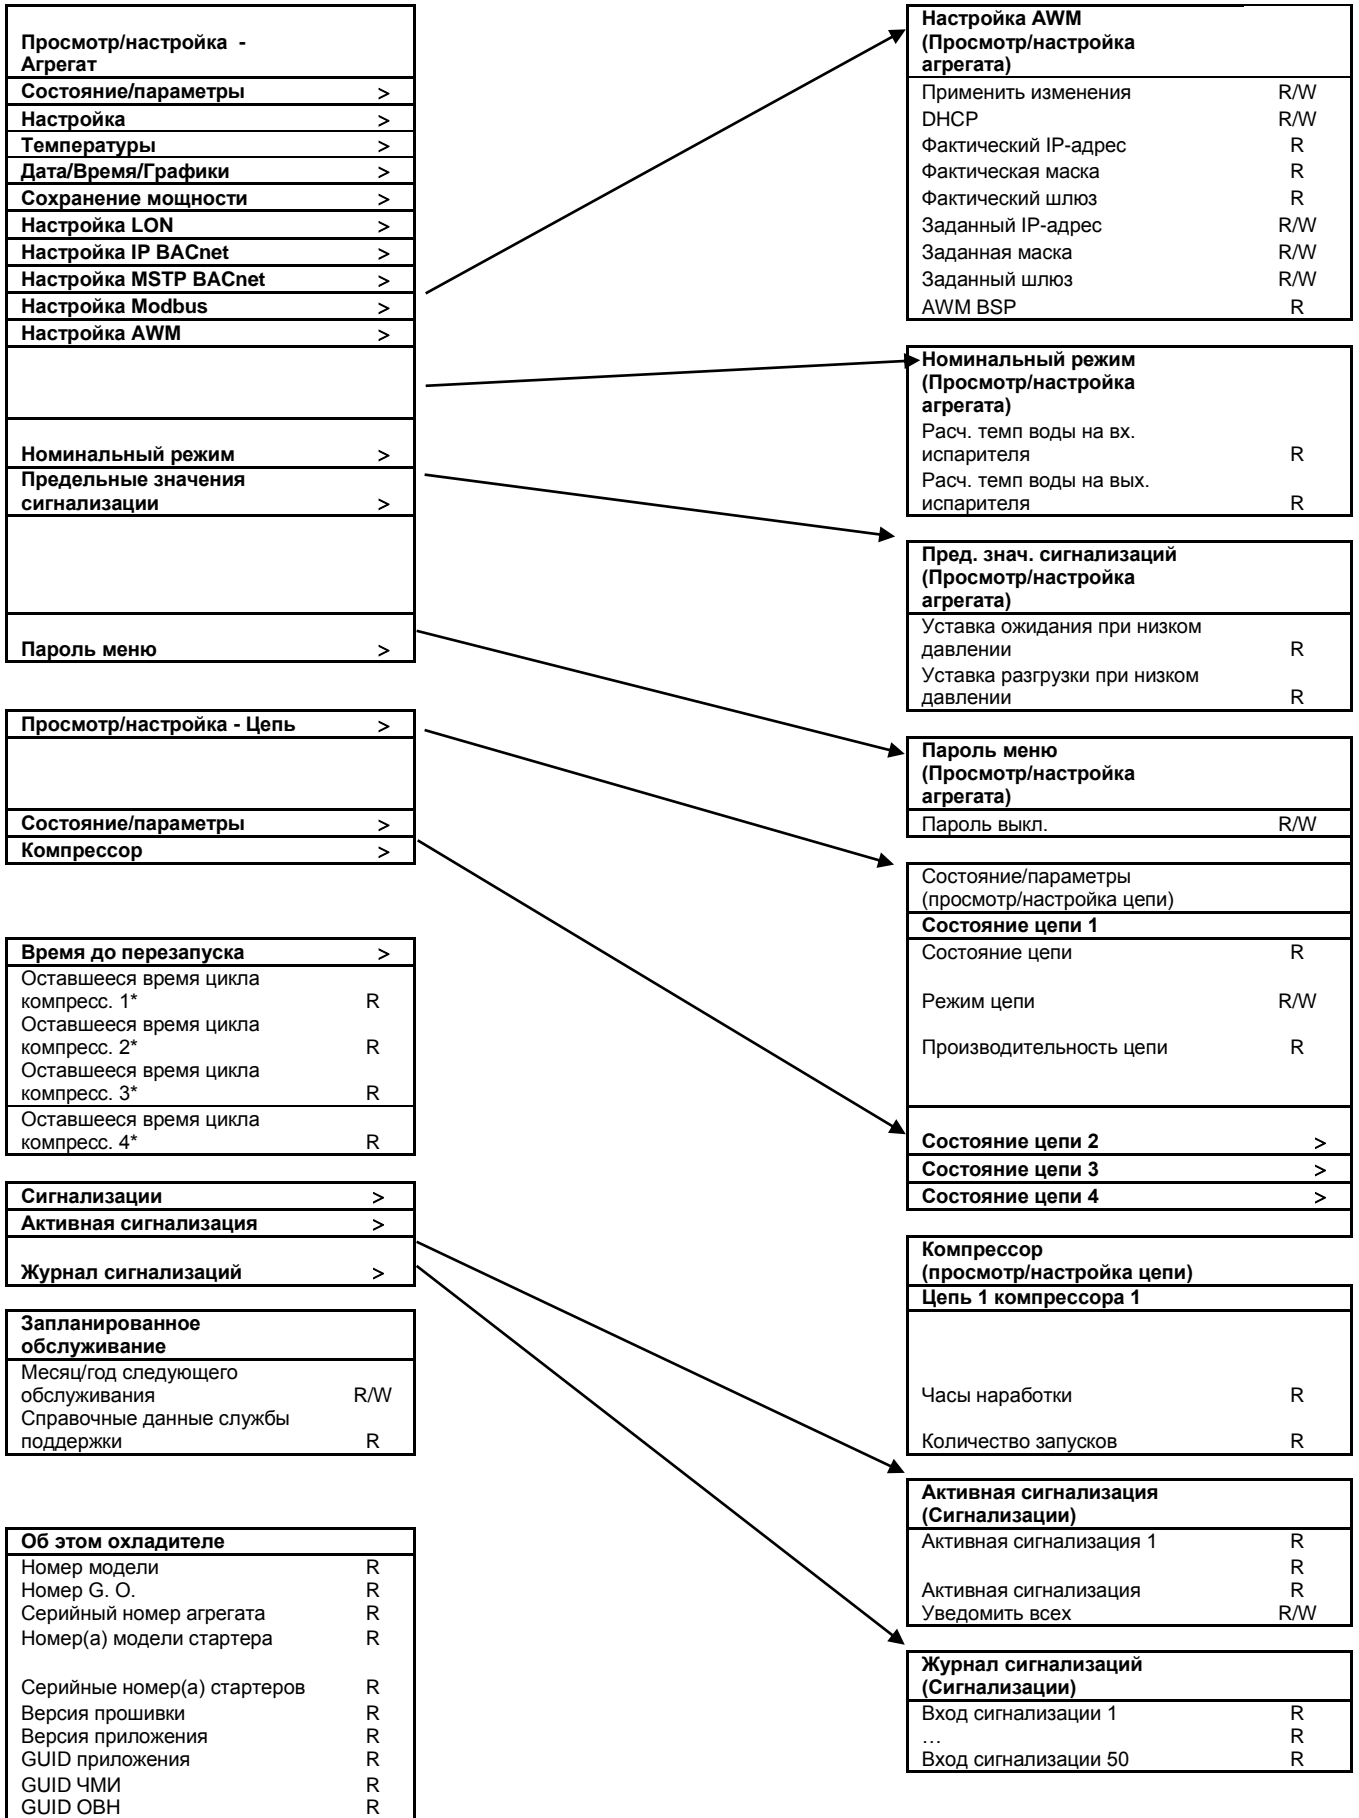 Просмотр/настройка -
Агрегат
Состояние/параметры >
Настройка >
Температуры >
Дата/Время/Графики >
Сохранение мощности >
Настройка LON >
Настройка IP BACnet >
Настройка MSTP BACnet >
Настройка Modbus >
Настройка AWM >
Номинальный режим >
Предельные значения
сигнализации >
Пароль меню >
Просмотр/настройка - Цепь >
Состояние/параметры >
Компрессор >
Время до перезапуска >
Оставшееся время цикла
компресс. 1* R
Оставшееся время цикла
компресс. 2* R
Оставшееся время цикла
компресс. 3* R
Оставшееся время цикла
компресс. 4* R
Сигнализации >
Активная сигнализация >
Журнал сигнализаций >
Запланированное
обслуживание
Месяц/год следующего
обслуживания R/W
Справочные данные службы
поддержки R
Об этом охладителе
Номер модели R
Номер G. O. R
Серийный номер агрегата R
Номер(а) модели стартера R
Серийные номер(а) стартеров R
Версия прошивки R
Версия приложения R
GUID приложения R
GUID ЧМИ R
GUID OBH R
Настройка AWM
(Просмотр/настройка
агрегата)
Применить изменения R/W
DHCP R/W
Фактический IP-адрес R
Фактическая маска R
Фактический шлюз R
Заданный IP-адрес R/W
Заданная маска R/W
Заданный шлюз R/W
AWM BSP R
Номинальный режим
(Просмотр/настройка
агрегата)
Расч. темп воды на вх.
испарителя R
Расч. темп воды на вых.
испарителя R
Пред. знач. сигнализаций
(Просмотр/настройка
агрегата)
Уставка ожидания при низком
давлении R
Уставка разгрузки при низком
давлении R
Пароль меню
(Просмотр/настройка
агрегата)
Пароль выкл. R/W
Состояние/параметры
(просмотр/настройка цепи)
Состояние цепи 1
Состояние цепи R
Режим цепи R/W
Производительность цепи R
Состояние цепи 2 >
Состояние цепи 3 >
Состояние цепи 4 >
Компрессор
(просмотр/настройка цепи)
Цепь 1 компрессора 1
Часы наработки R
Количество запусков R
Активная сигнализация
(Сигнализации)
Активная сигнализация 1 R
R
Активная сигнализация R
Уведомить всех R/W
Журнал сигнализаций
(Сигнализации)
Вход сигнализации 1 R
… R
Вход сигнализации 50 R